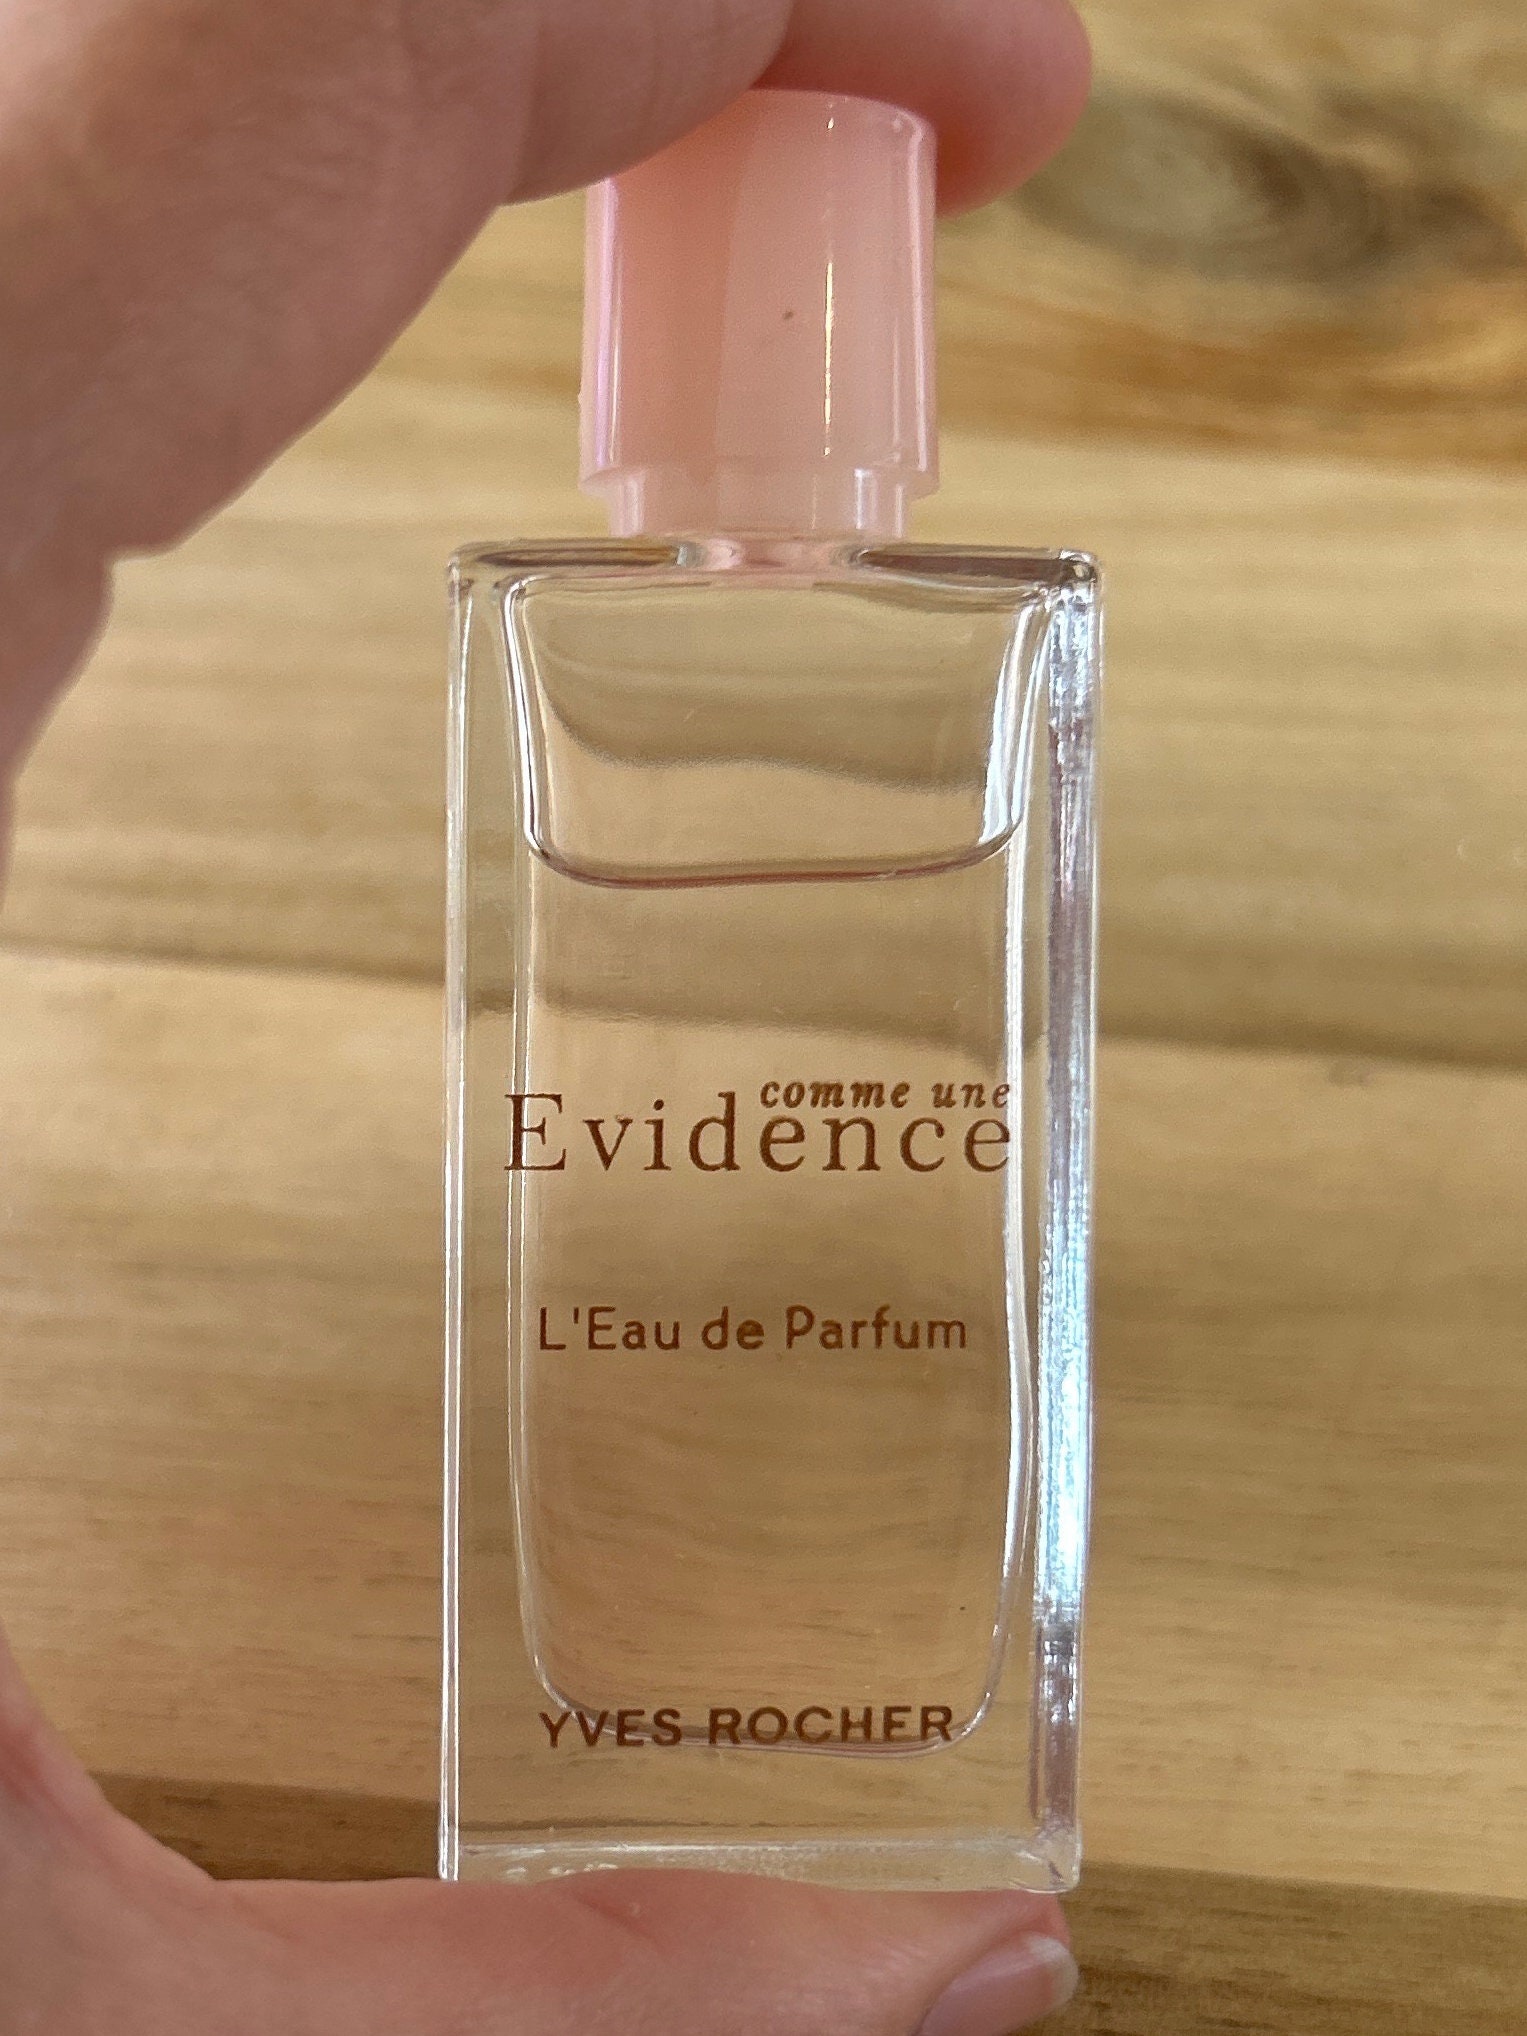 comme une
Evidence
L'Eau de Parfum
YVES ROCHER